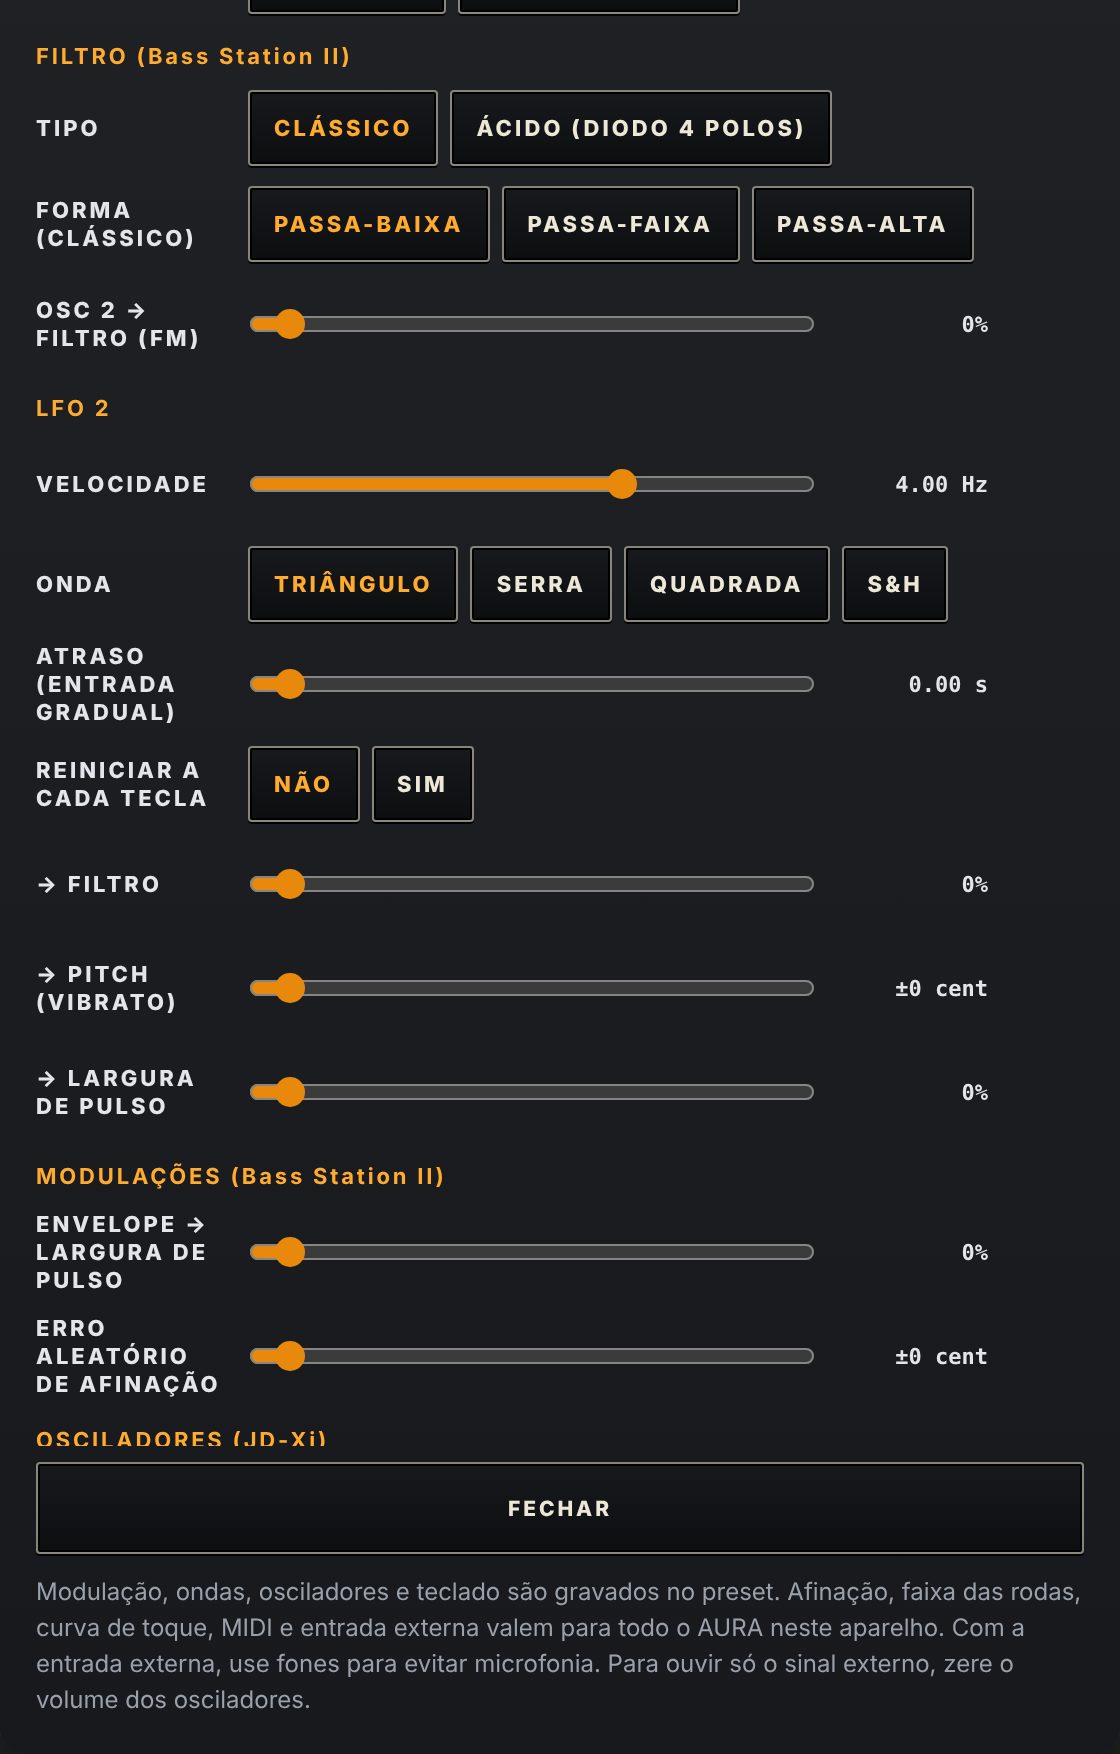 FILTRO (Bass Station II)
TIPO
CLÁSSICO
ÁCIDO (DIODO 4 POLOS)
FORMA
(CLÁSSICO)
PASSA-BAIXA
PASSA-FAIXA
PASSA-ALTA
OSC 2 →
FILTRO (FM)
0%
LFO 2
VELOCIDADE
4.00 Hz
ONDA
TRIÂNGULO
SERRA
QUADRADA
S&H
ATRASO
(ENTRADA
GRADUAL)
0.00 s
REINICIAR A
CADA TECLA
NÃO
SIM
→ FILTRO
0%
→ PITCH
(VIBRATO)
±0 cent
→ LARGURA
DE PULSO
0%
MODULAÇÕES (Bass Station II)
ENVELOPE →
LARGURA DE
PULSO
0%
ERRO
ALEATÓRIO
DE AFINAÇÃO
±0 cent
OSCILADORES (JD-Xi)
FECHAR
Modulação, ondas, osciladores e teclado são gravados no preset. Afinação, faixa das rodas,
curva de toque, MIDI e entrada externa valem para todo o AURA neste aparelho. Com a
entrada externa, use fones para evitar microfonia. Para ouvir só o sinal externo, zere o
volume dos osciladores.